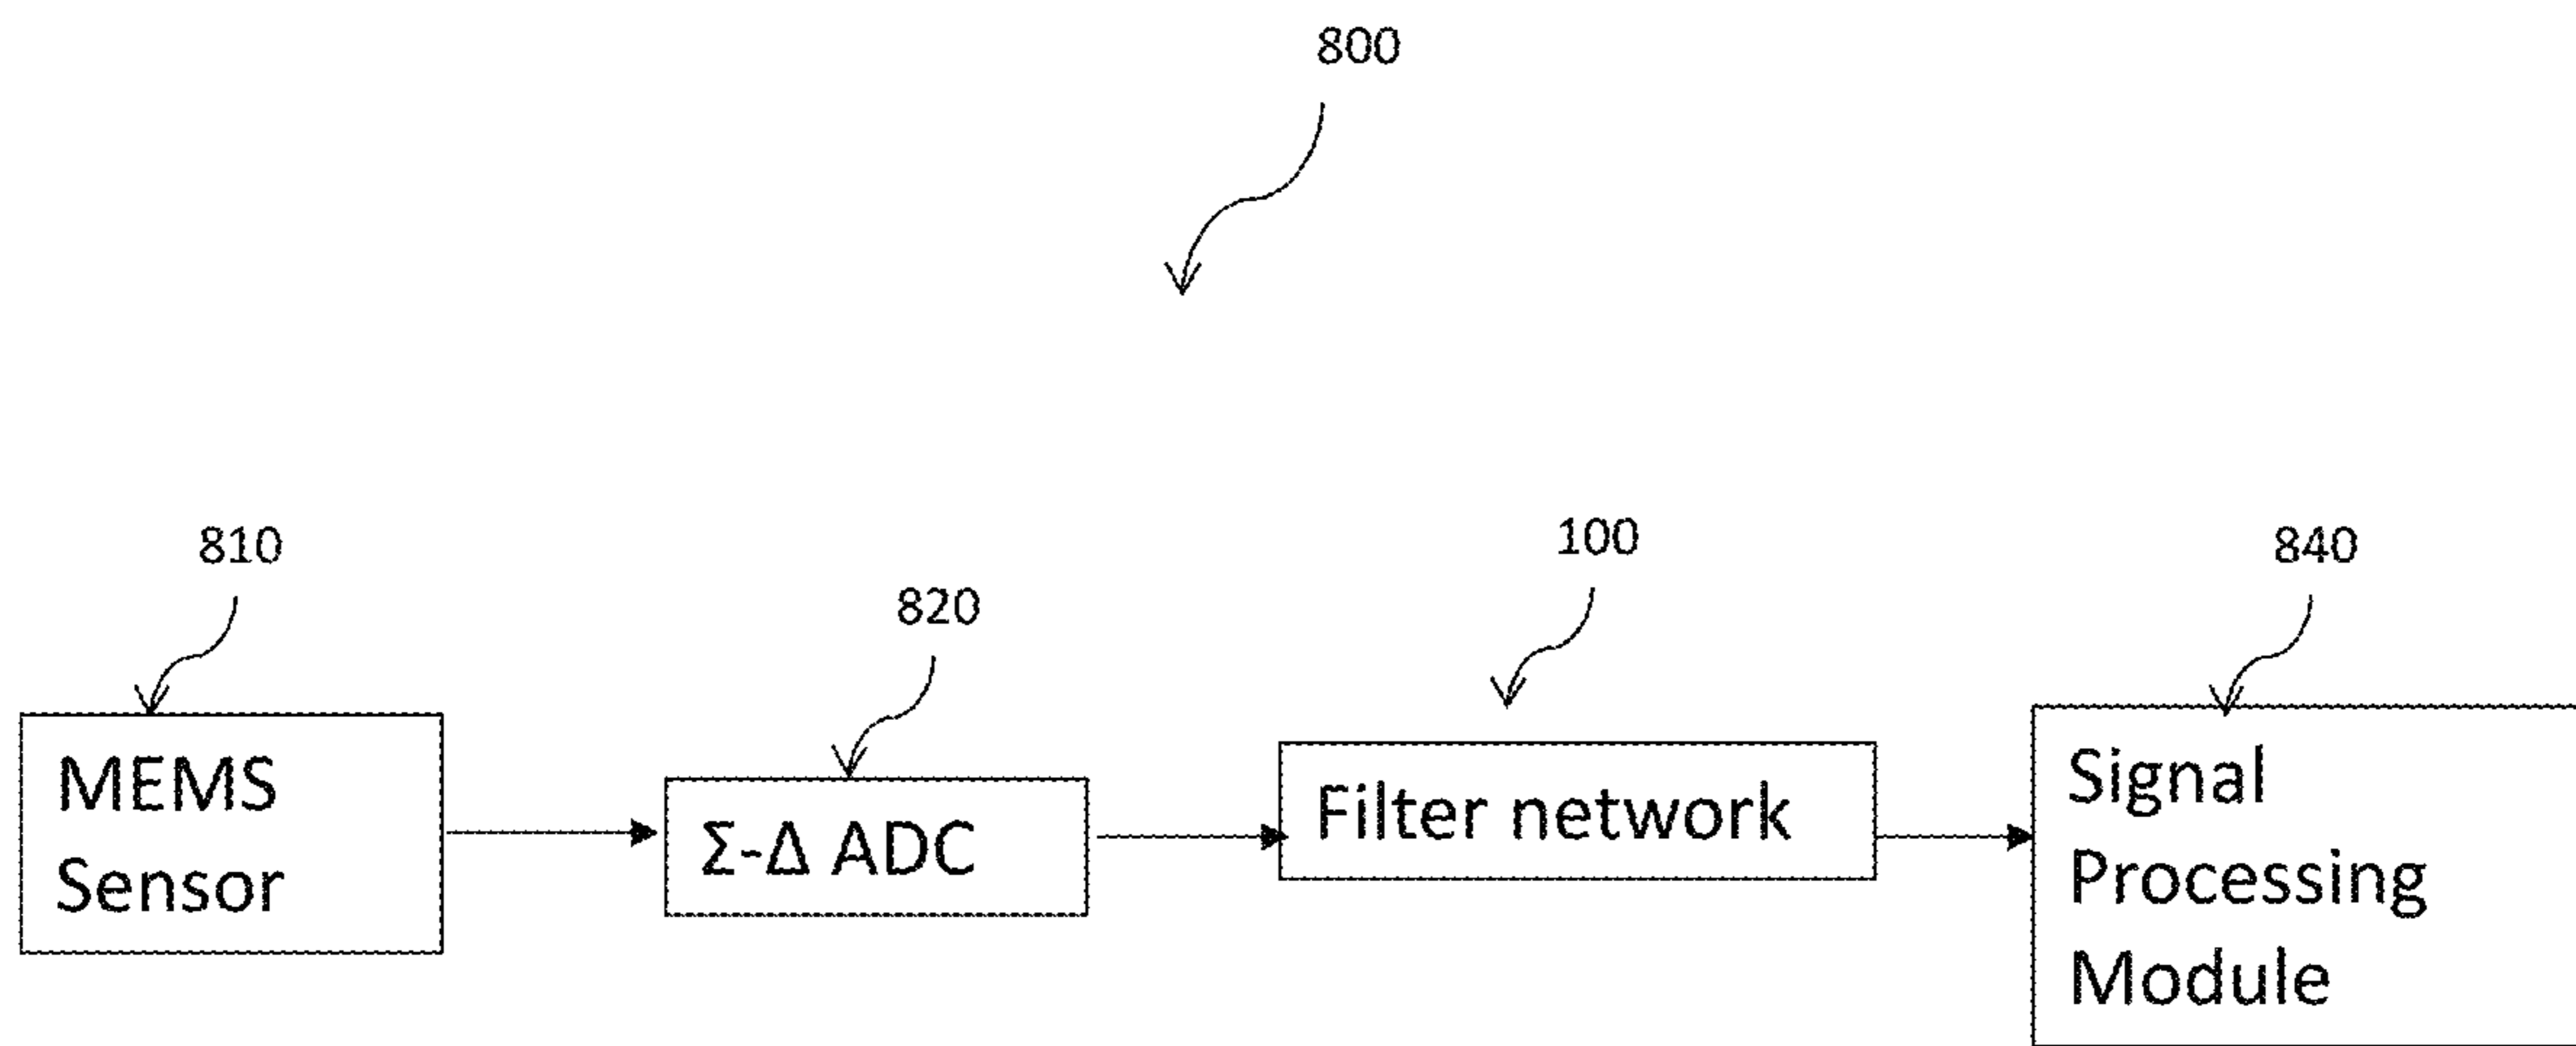 800
810
820
100
840
MEMS
Sensor
Σ-Δ ADC
Filter network
Signal
Processing
Module